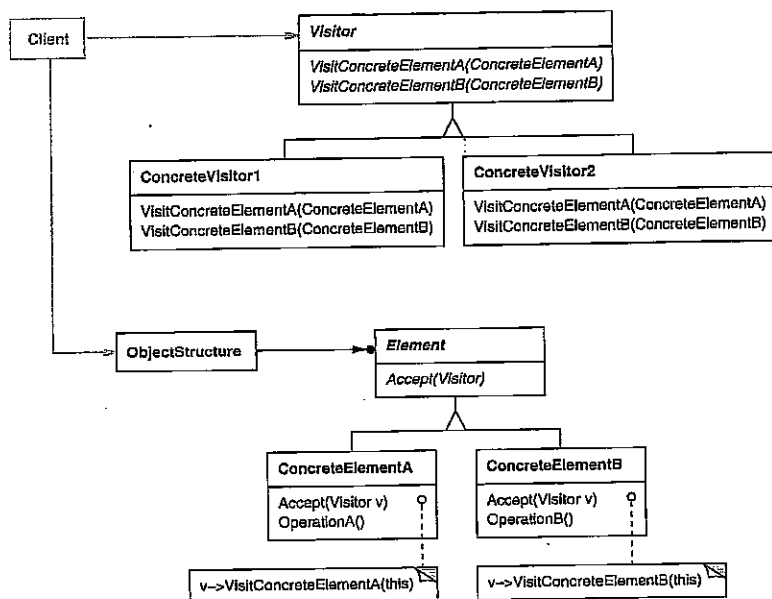 Client
Visitor
VisitConcreteElementA(ConcreteElementA)
VisitConcreteElementB(ConcreteElementB)
ConcreteVisitor1
VisitConcreteElementA(ConcreteElementA)
VisitConcreteElementB(ConcreteElementB)
ConcreteVisitor2
VisitConcreteElementA(ConcreteElementA)
VisitConcreteElementB(ConcreteElementB)
ObjectStructure
Element
Accept(Visitor)
ConcreteElementA
Accept(Visitor v)
OperationA()
ConcreteElementB
Accept(Visitor v)
OperationB()
v–>VisitConcreteElementA(this)
v–>VisitConcreteElementB(this)